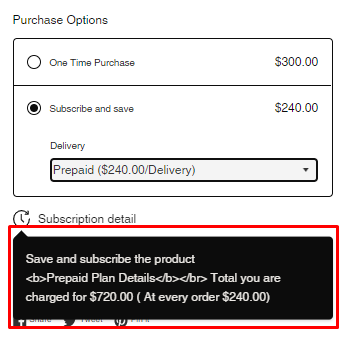 Purchase Options
One Time Purchase $300.00
Subscribe and save $240.00
Delivery
Prepaid ($240.00/Delivery)
Subscription detail
Save and subscribe the product
<b>Prepaid Plan Details</b></br> Total you are
charged for $720.00 ( At every order $240.00)
Share Tweet Pin it